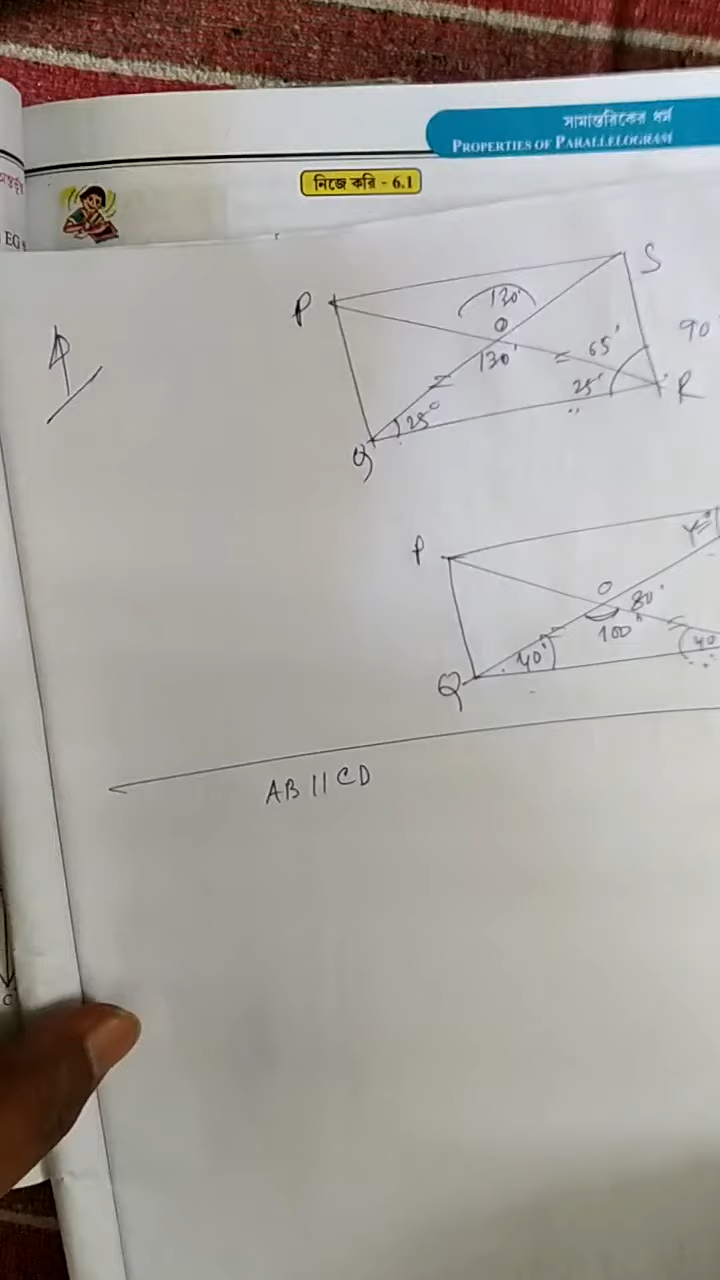 সামান্তরিকের ধর্ম
PROPERTIES OF PARALLELOGRAM
নিজে করি - 6.1
EG
P
S
130°
O
130°
65°
90°
25°
R
25°
Q
P
Y=
O
80°
100°
40°
40
Q
AB || CD
C